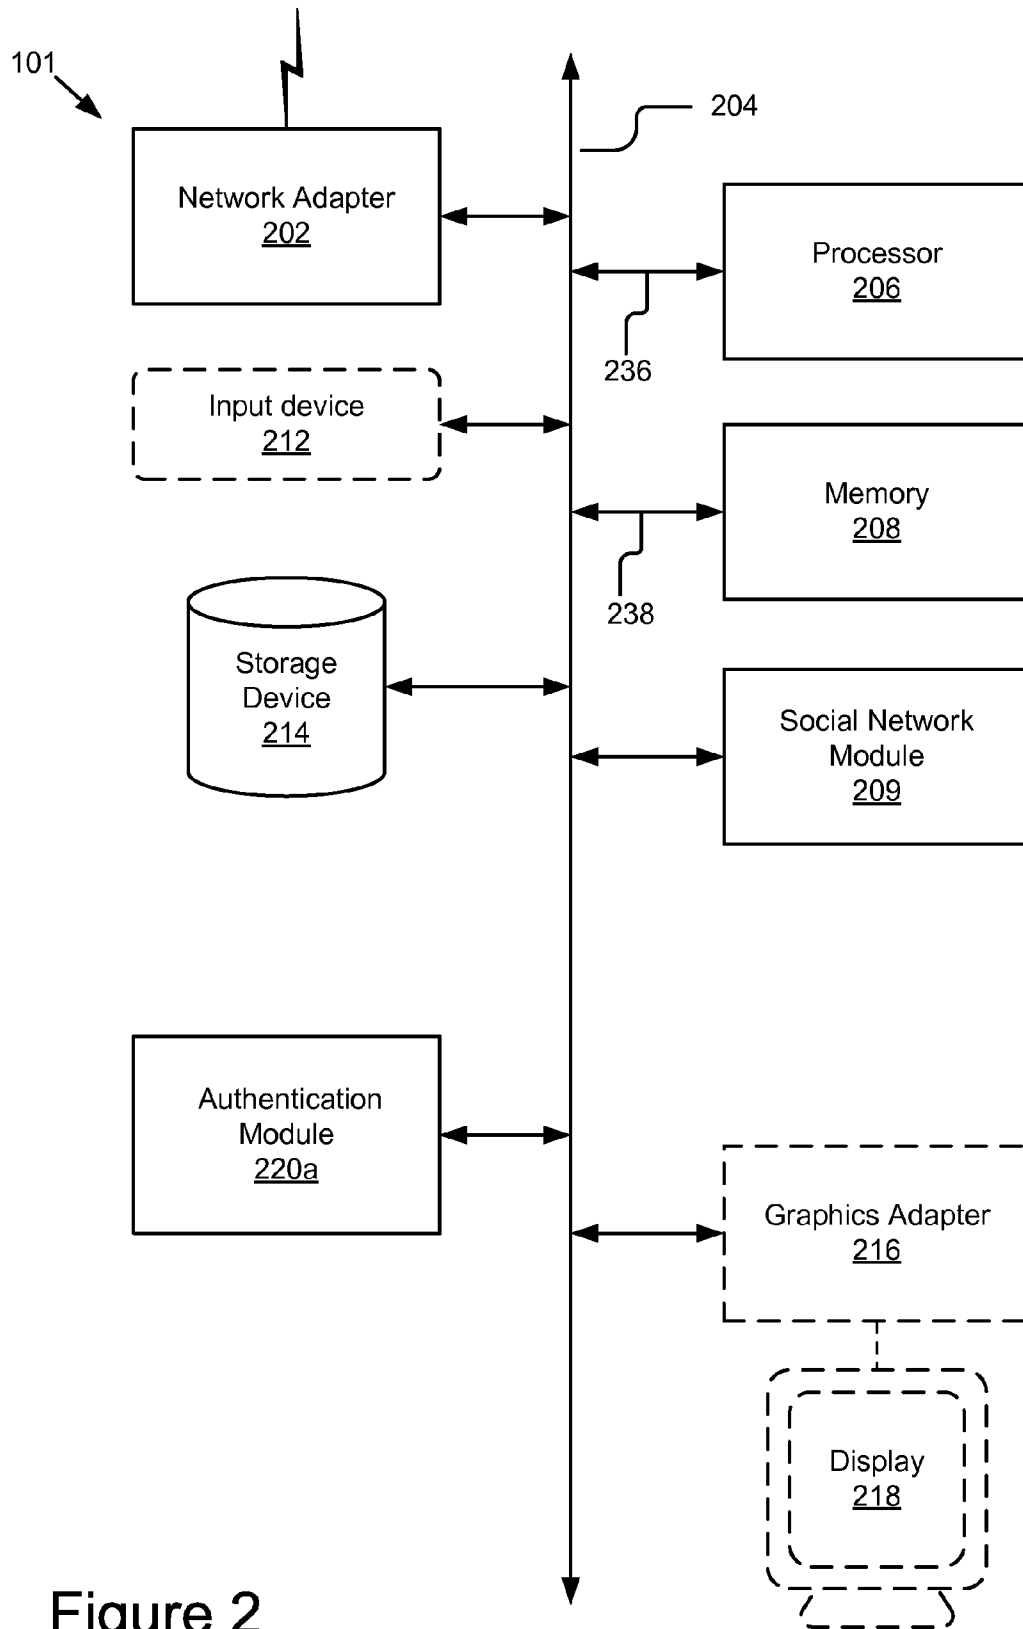 101
204
Network Adapter
202
Processor
206
236
Input device
212
Memory
208
238
Storage
Device
214
Social Network
Module
209
Authentication
Module
220a
Graphics Adapter
216
Display
218
Figure 2